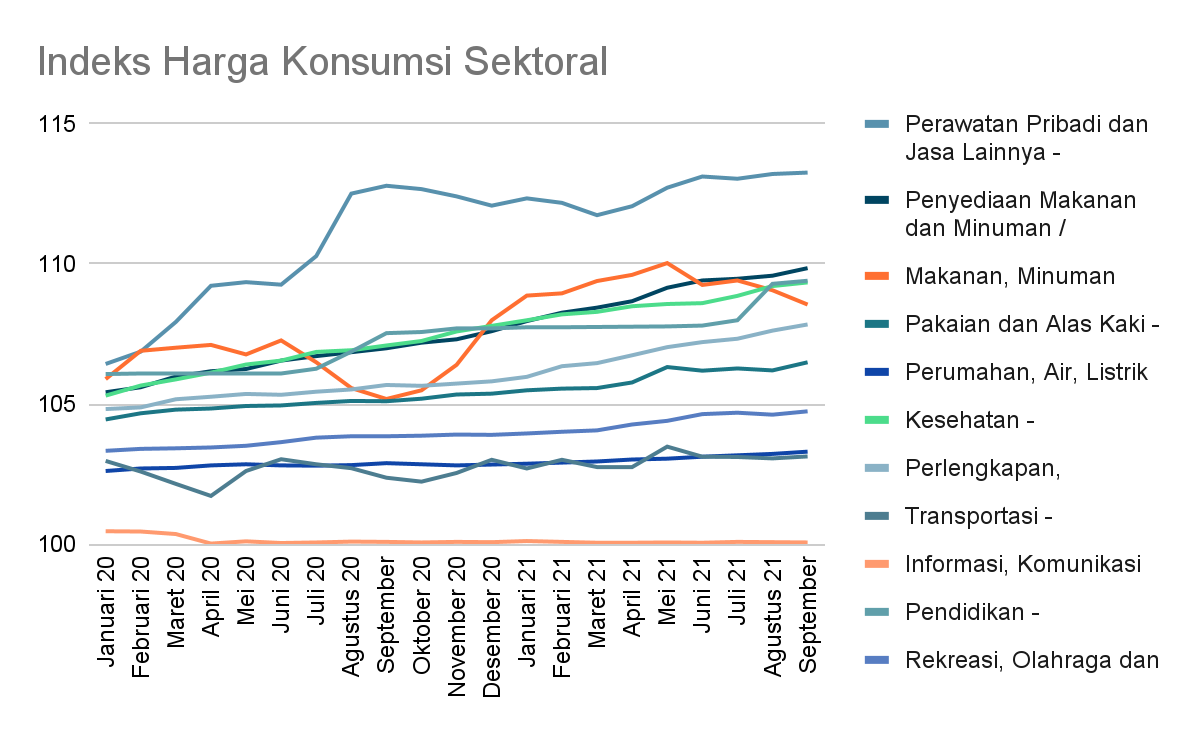 Indeks Harga Konsumsi Sektoral
115
110
105
100
Januari 20
Februari 20
Maret 20
April 20
Mei 20
Juni 20
Juli 20
Agustus 20
September
Oktober 20
November 20
Desember 20
Januari 21
Februari 21
Maret 21
April 21
Mei 21
Juni 21
Juli 21
Agustus 21
September
Perawatan Pribadi dan
Jasa Lainnya -
Penyediaan Makanan
dan Minuman /
Makanan, Minuman
Pakaian dan Alas Kaki -
Perumahan, Air, Listrik
Kesehatan -
Perlengkapan,
Transportasi -
Informasi, Komunikasi
Pendidikan -
Rekreasi, Olahraga dan